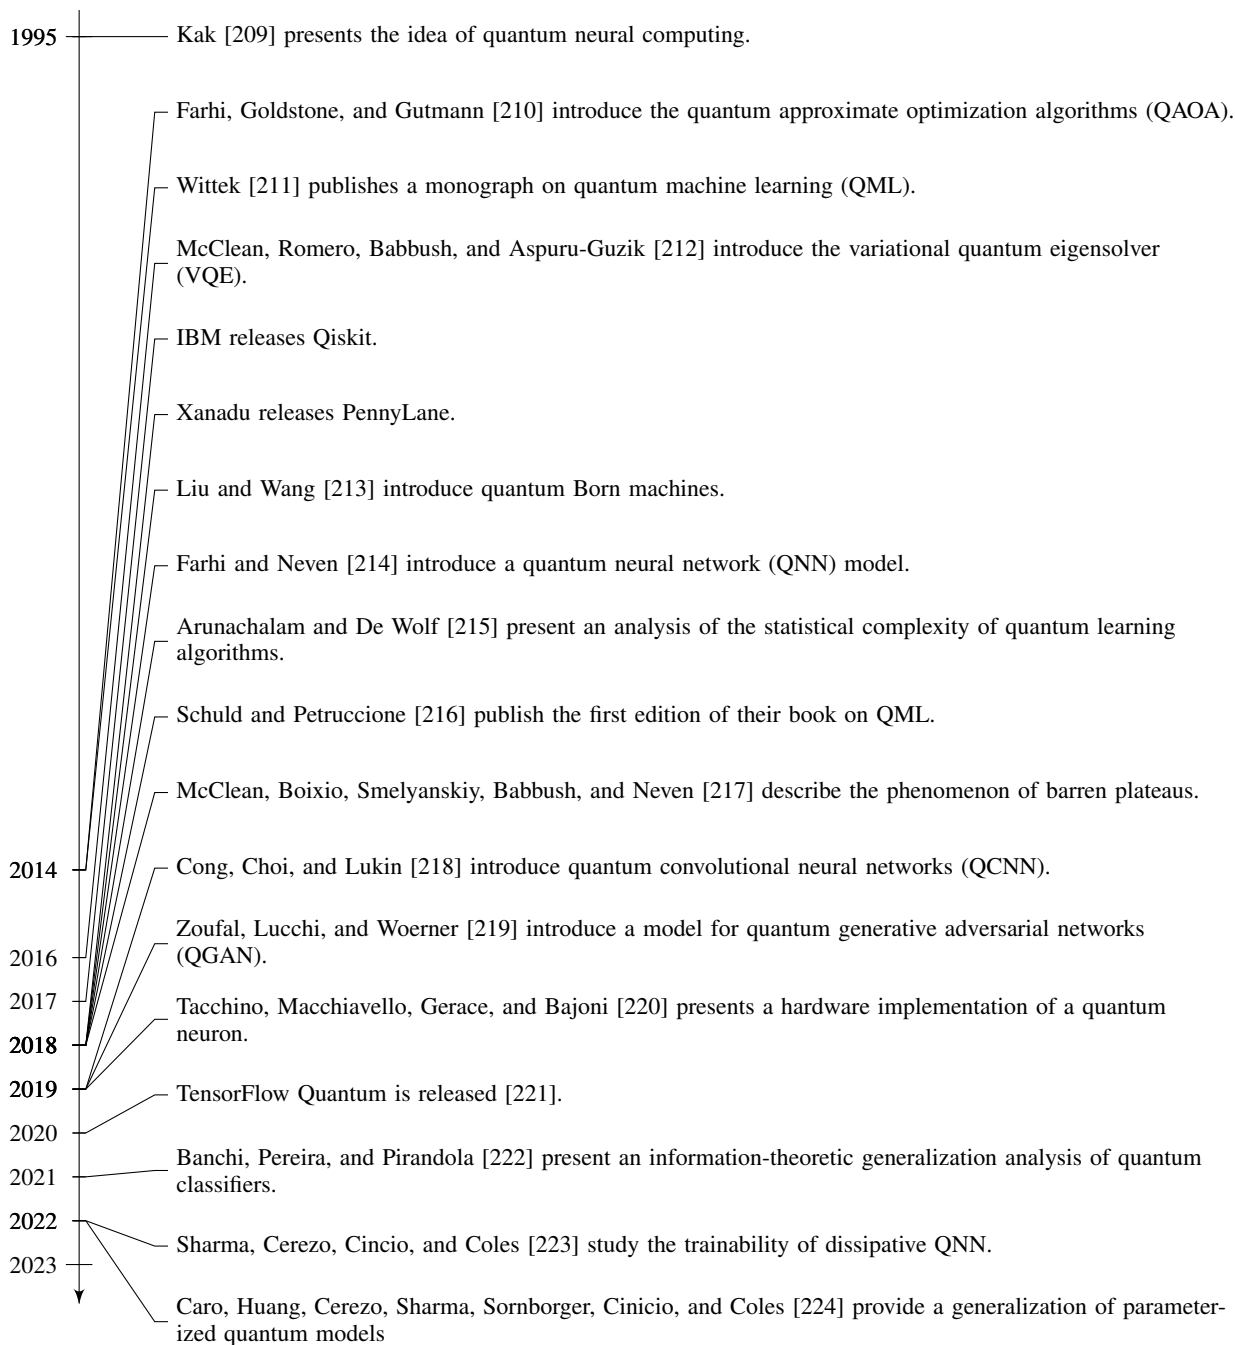 1995 Kak [209] presents the idea of quantum neural computing.
Farhi, Goldstone, and Gutmann [210] introduce the quantum approximate optimization algorithms (QAOA).
Wittek [211] publishes a monograph on quantum machine learning (QML).
McClean, Romero, Babbush, and Aspuru-Guzik [212] introduce the variational quantum eigensolver
(VQE).
IBM releases Qiskit.
Xanadu releases PennyLane.
Liu and Wang [213] introduce quantum Born machines.
Farhi and Neven [214] introduce a quantum neural network (QNN) model.
Arunachalam and De Wolf [215] present an analysis of the statistical complexity of quantum learning
algorithms.
Schuld and Petruccione [216] publish the first edition of their book on QML.
McClean, Boixio, Smelyanskiy, Babbush, and Neven [217] describe the phenomenon of barren plateaus.
2014 Cong, Choi, and Lukin [218] introduce quantum convolutional neural networks (QCNN).
Zoufal, Lucchi, and Woerner [219] introduce a model for quantum generative adversarial networks
2016 (QGAN).
2017 Tacchino, Macchiavello, Gerace, and Bajoni [220] presents a hardware implementation of a quantum
neuron.
2018
2019 TensorFlow Quantum is released [221].
2020
Banchi, Pereira, and Pirandola [222] present an information-theoretic generalization analysis of quantum
2021 classifiers.
2022
Sharma, Cerezo, Cincio, and Coles [223] study the trainability of dissipative QNN.
2023
Caro, Huang, Cerezo, Sharma, Sornborger, Cinicio, and Coles [224] provide a generalization of parameter-
ized quantum models